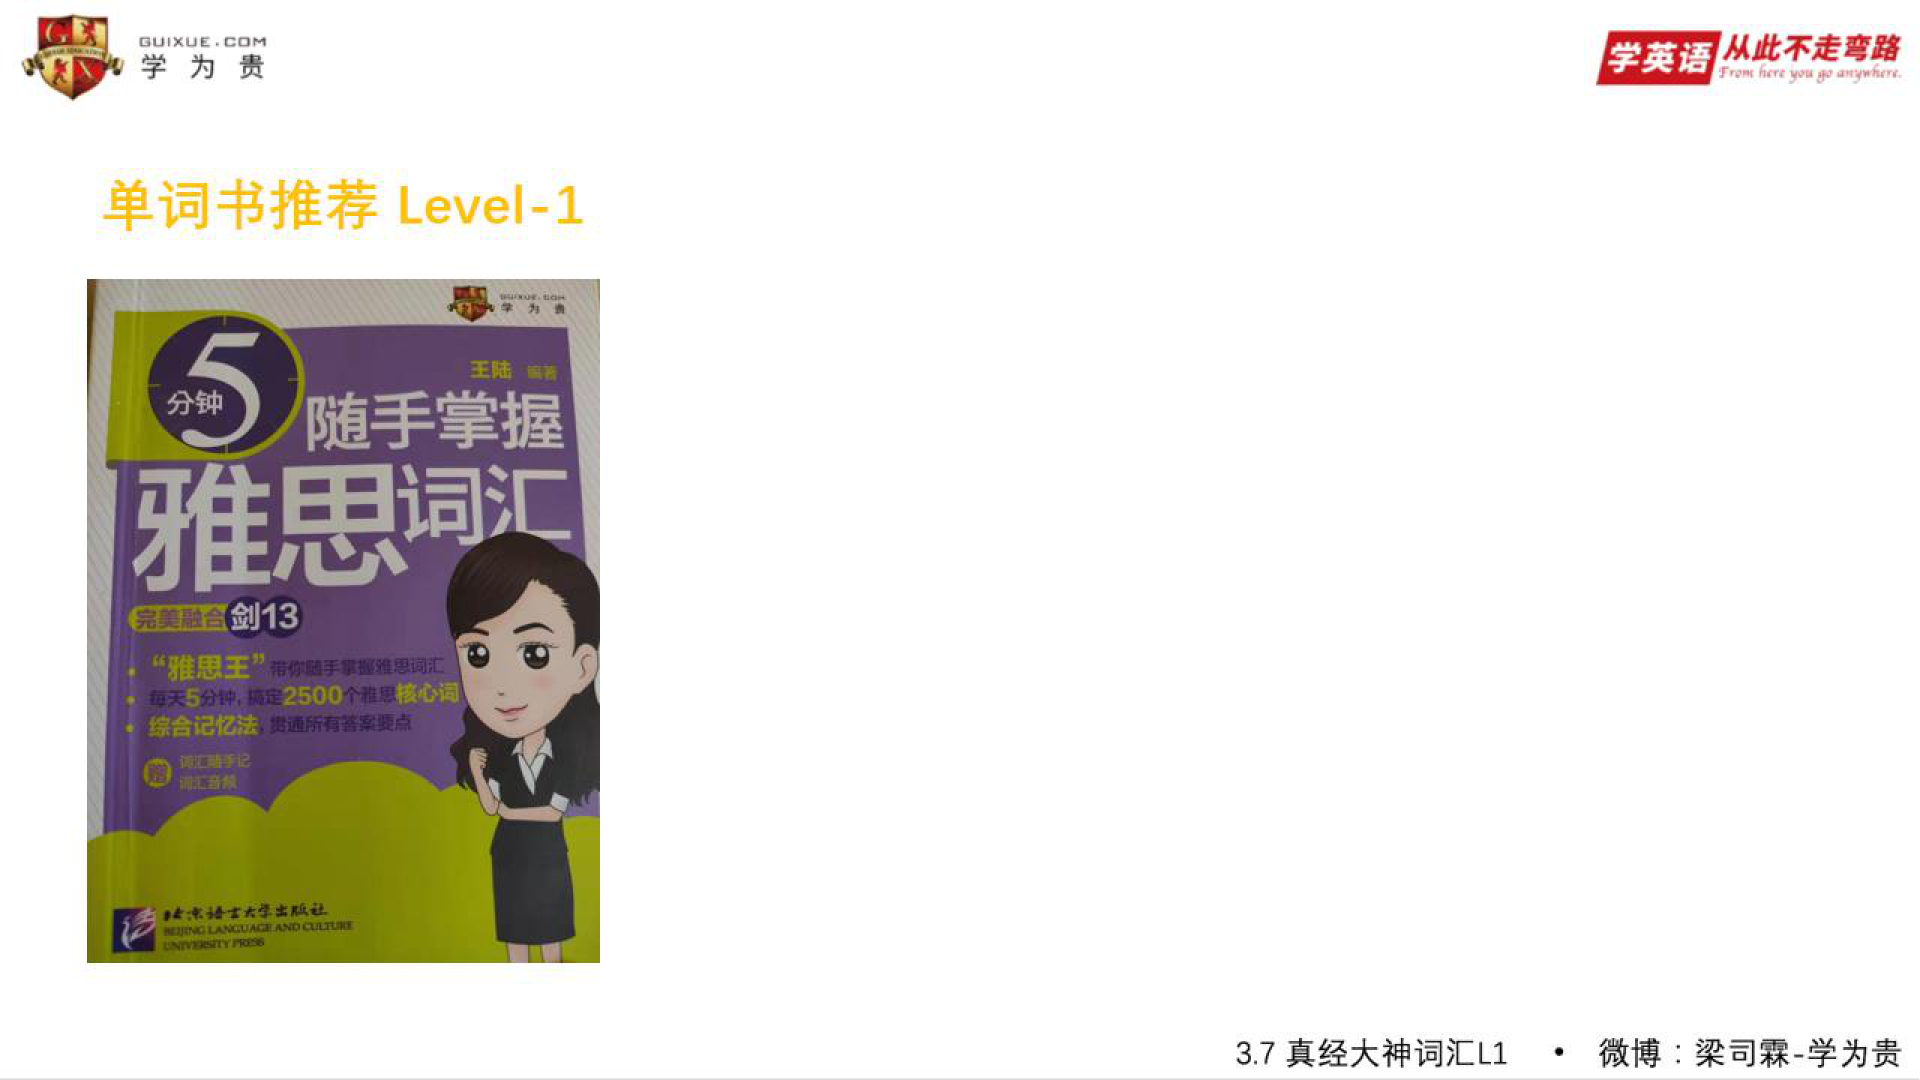 GUIXUE.COM
学为贵
学英语 从此不走弯路
From here you go anywhere.
单词书推荐 Level-1
GUIXUE.COM
学为贵
王陆 编著
5分钟
随手掌握
雅思词汇
完美融合剑13
• “雅思王”带你随手掌握雅思词汇
• 每天5分钟,搞定2500个雅思核心词
• 综合记忆法,贯通所有答案要点
赠 词汇随手记
词汇音频
北京语言大学出版社
BEIJING LANGUAGE AND CULTURE
UNIVERSITY PRESS
3.7 真经大神词汇L1 • 微博:梁司霖-学为贵